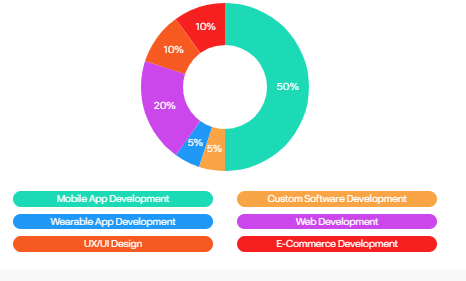 10%
10%
50%
20%
5%
5%
Mobile App Development
Custom Software Development
Wearable App Development
Web Development
UX/UI Design
E-Commerce Development